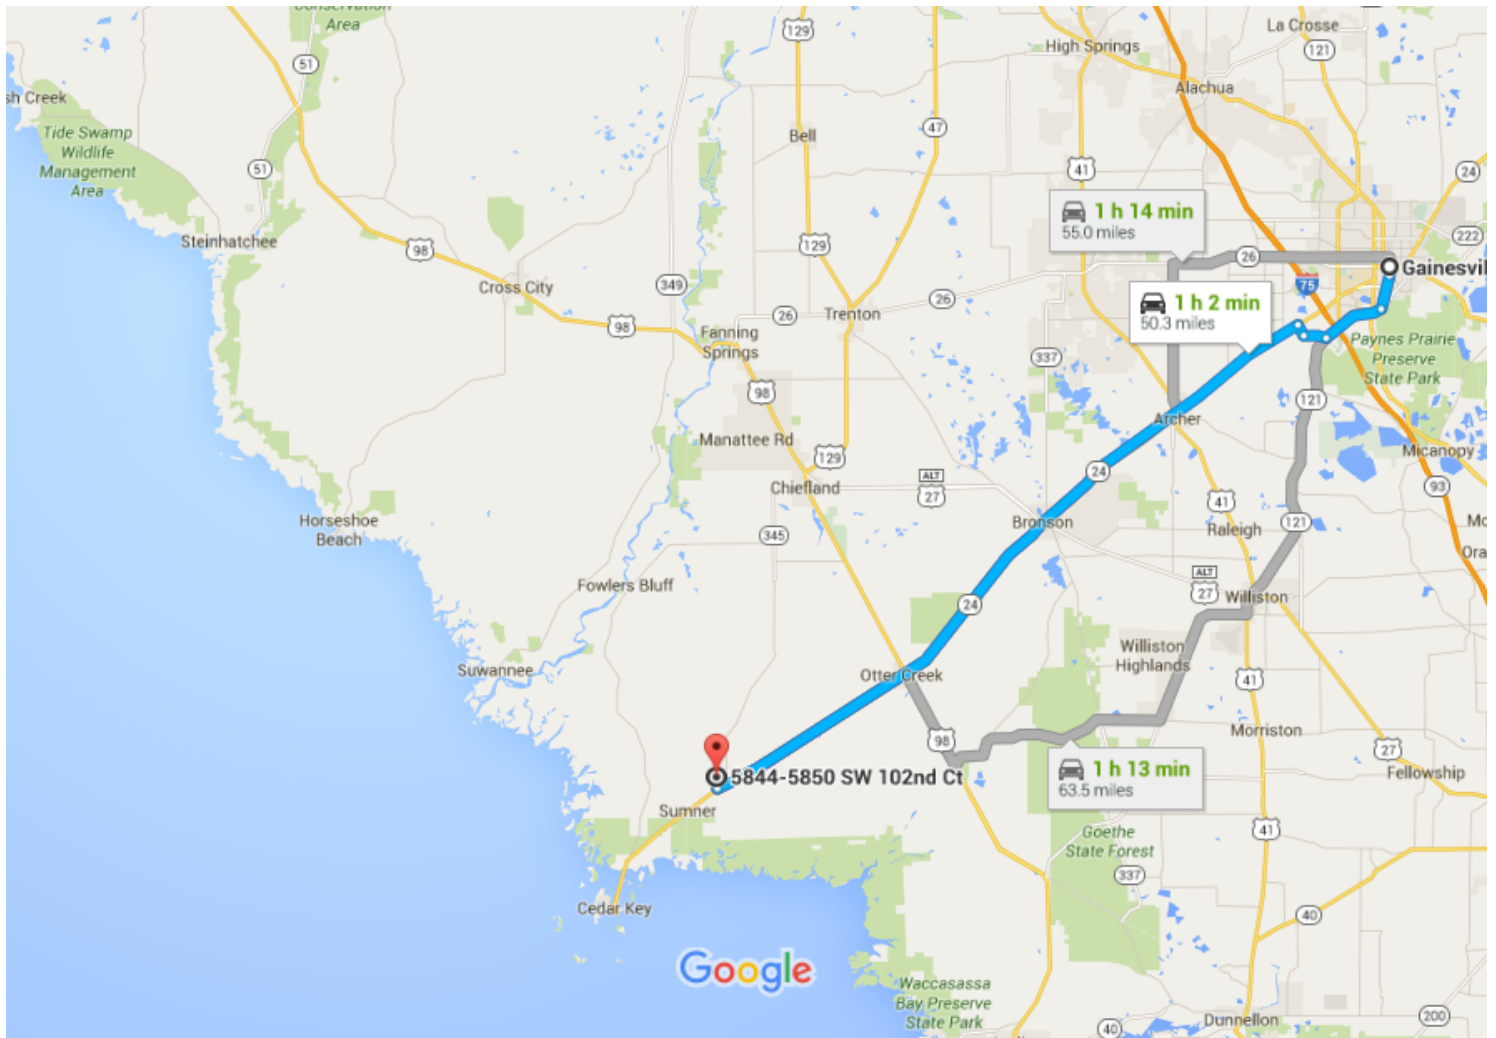 Conservation
Area
129
La Crosse
High Springs
121
51
Alachua
sh Creek
Tide Swamp
Wildlife
Management
Area
47
Bell
51
41
24
1 h 14 min
55.0 miles
Steinhatchee
98
129
222
26
Gainesvil
Cross City
349
75
26
1 h 2 min
50.3 miles
26
Trenton
98
Fanning
Springs
Paynes Prairie
Preserve
State Park
337
98
121
Archer
Manattee Rd
129
Micanopy
24
ALT
27
Chiefland
93
41
Horseshoe
Beach
Bronson
121
Raleigh
Mo
345
Ora
ALT
27
Fowlers Bluff
24
Williston
Williston
Highlands
Suwannee
Otter Creek
41
98
Morriston
27
5844-5850 SW 102nd Ct
1 h 13 min
63.5 miles
Fellowship
Sumner
41
Goethe
State Forest
337
Cedar Key
40
Google
Waccasassa
Bay Preserve
State Park
40
Dunnellon
200